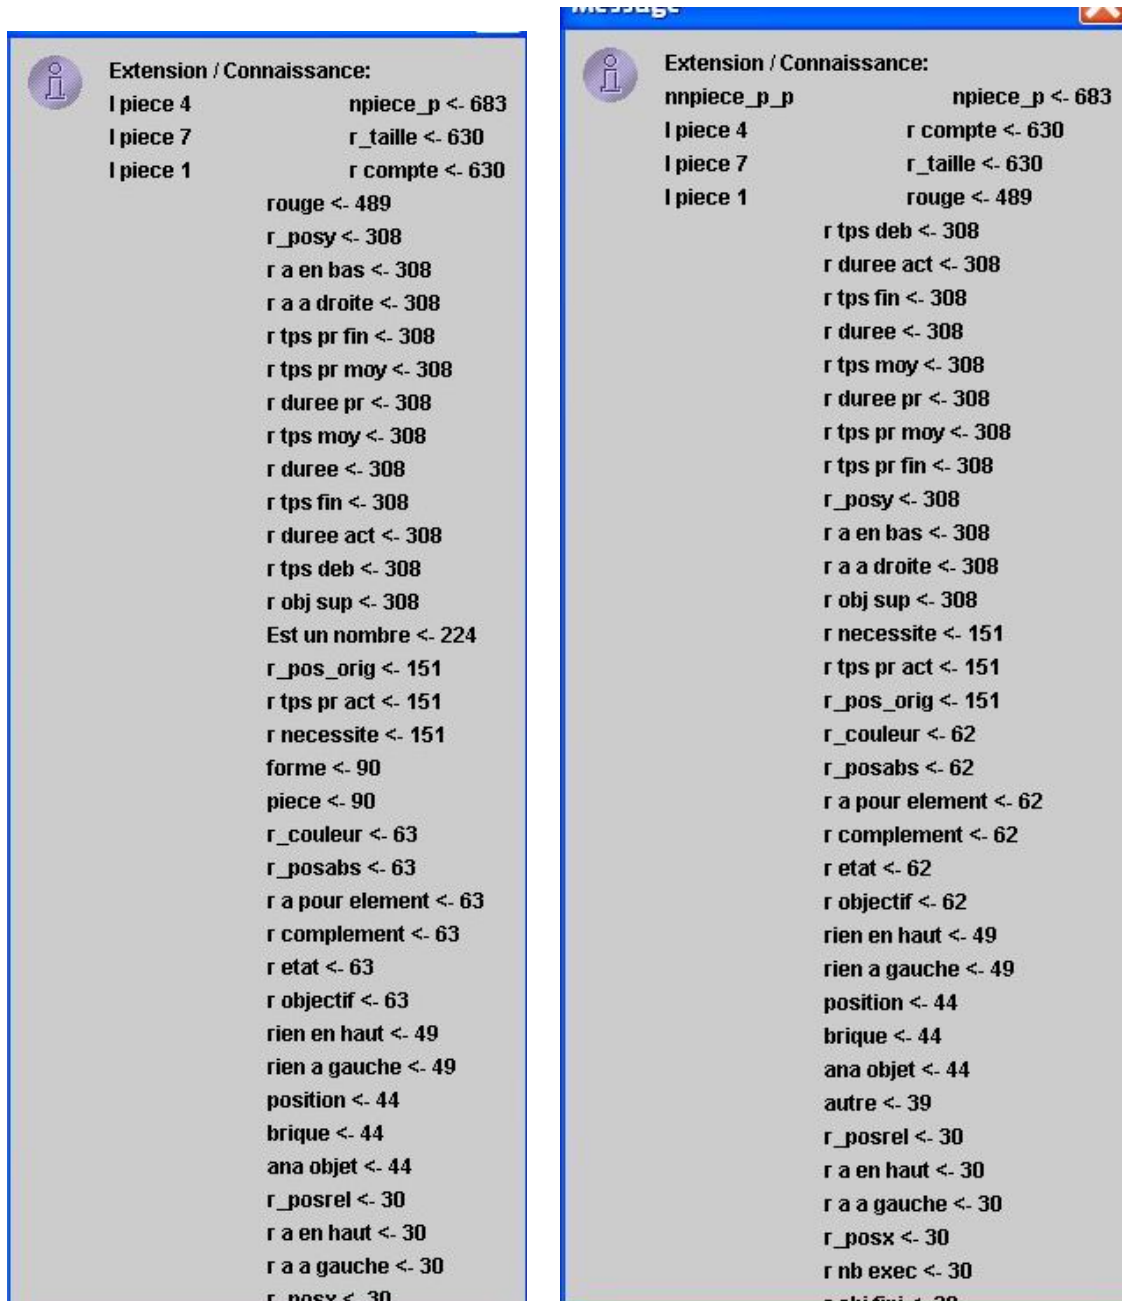 Extension / Connaissance:
l piece 4 npiece_p <- 683
l piece 7 r_taille <- 630
l piece 1 r compte <- 630
rouge <- 489
r_posy <- 308
r a en bas <- 308
r a a droite <- 308
r tps pr fin <- 308
r tps pr moy <- 308
r duree pr <- 308
r tps moy <- 308
r duree <- 308
r tps fin <- 308
r duree act <- 308
r tps deb <- 308
r obj sup <- 308
Est un nombre <- 224
r_pos_orig <- 151
r tps pr act <- 151
r necessite <- 151
forme <- 90
piece <- 90
r_couleur <- 63
r_posabs <- 63
r a pour element <- 63
r complement <- 63
r etat <- 63
r objectif <- 63
rien en haut <- 49
rien a gauche <- 49
position <- 44
brique <- 44
ana objet <- 44
r_posrel <- 30
r a en haut <- 30
r a a gauche <- 30
r_posx <- 30
Message
Extension / Connaissance:
nnpiece_p_p npiece_p <- 683
l piece 4 r compte <- 630
l piece 7 r_taille <- 630
l piece 1 rouge <- 489
r tps deb <- 308
r duree act <- 308
r tps fin <- 308
r duree <- 308
r tps moy <- 308
r duree pr <- 308
r tps pr moy <- 308
r tps pr fin <- 308
r_posy <- 308
r a en bas <- 308
r a a droite <- 308
r obj sup <- 308
r necessite <- 151
r tps pr act <- 151
r_pos_orig <- 151
r_couleur <- 62
r_posabs <- 62
r a pour element <- 62
r complement <- 62
r etat <- 62
r objectif <- 62
rien en haut <- 49
rien a gauche <- 49
position <- 44
brique <- 44
ana objet <- 44
autre <- 39
r_posrel <- 30
r a en haut <- 30
r a a gauche <- 30
r_posx <- 30
r nb exec <- 30